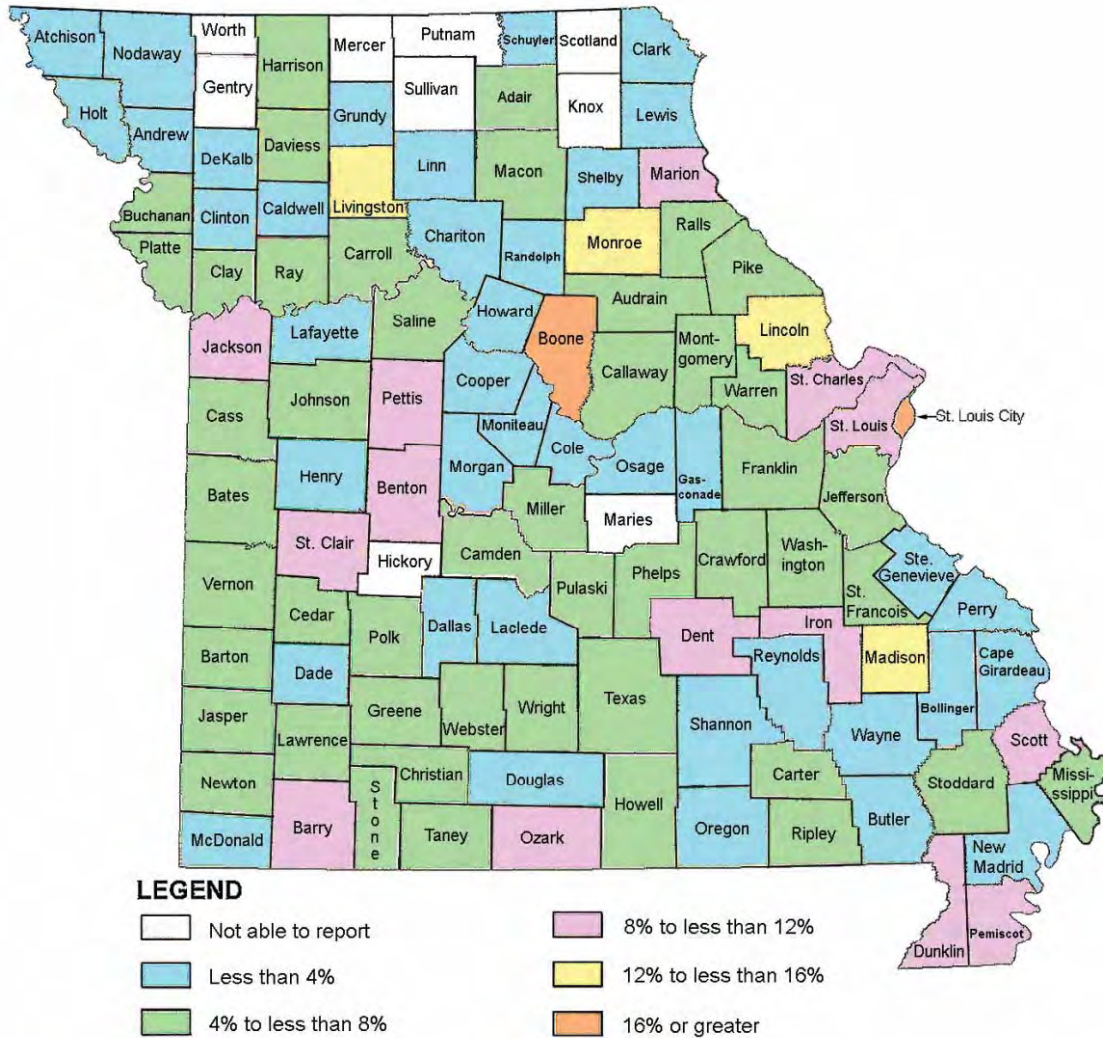 Atchison
Nodaway
Worth
Gentry
Harrison
Mercer
Putnam
Schuyler
Scotland
Clark
Sullivan
Adair
Knox
Lewis
Holt
Andrew
DeKalb
Daviess
Grundy
Linn
Macon
Shelby
Marion
Buchanan
Clinton
Caldwell
Livingston
Chariton
Randolph
Monroe
Ralls
Pike
Platte
Clay
Ray
Carroll
Saline
Howard
Boone
Audrain
Lincoln
Jackson
Lafayette
Callaway
Mont-
gomery
Warren
St. Charles
St. Louis
St. Louis City
Cass
Johnson
Pettis
Cooper
Moniteau
Cole
Osage
Gas-
conade
Franklin
Jefferson
Bates
Henry
Benton
Morgan
Miller
Maries
St. Clair
Hickory
Camden
Pulaski
Phelps
Crawford
Wash-
ington
St.
Francois
Ste.
Genevieve
Perry
Vernon
Cedar
Polk
Dallas
Laclede
Dent
Iron
Reynolds
Madison
Bollinger
Cape
Girardeau
Barton
Dade
Jasper
Lawrence
Greene
Webster
Wright
Texas
Shannon
Wayne
Scott
Newton
Christian
Douglas
Howell
Carter
Stoddard
Missi-
ssippi
McDonald
Barry
Stone
Taney
Ozark
Oregon
Ripley
Butler
New
Madrid
Dunklin
Pemiscot
LEGEND
Not able to report
Less than 4%
4% to less than 8%
8% to less than 12%
12% to less than 16%
16% or greater